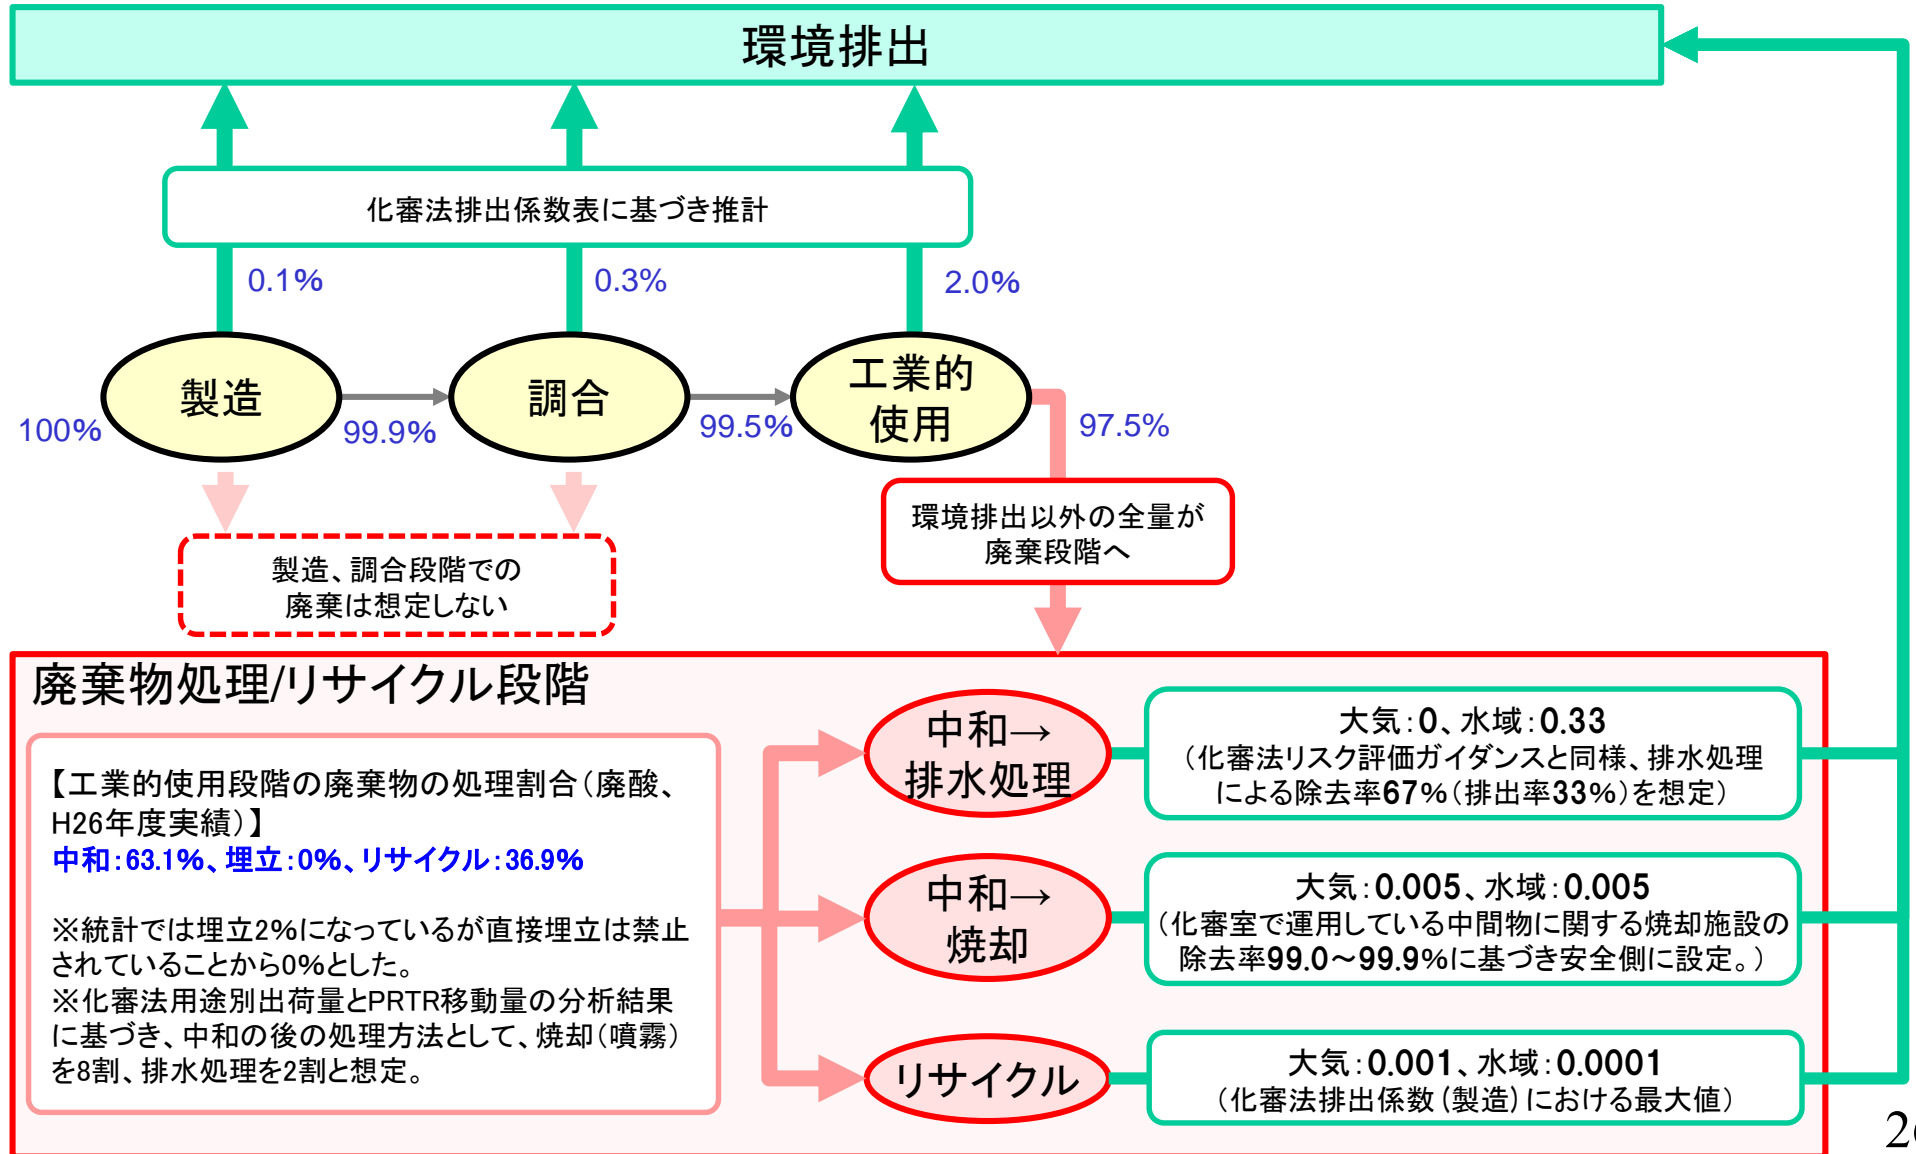 環境排出
化審法排出係数表に基づき推計
0.1%
0.3%
2.0%
製造
調合
工業的
使用
100%
99.9%
99.5%
97.5%
環境排出以外の全量が
廃棄段階へ
製造、調合段階での
廃棄は想定しない
廃棄物処理/リサイクル段階
【工業的使用段階の廃棄物の処理割合（廃酸、
H26年度実績）】
中和：63.1%、埋立：0%、リサイクル：36.9%
※統計では埋立2%になっているが直接埋立は禁止
されていることから0%とした。
※化審法用途別出荷量とPRTR移動量の分析結果
に基づき、中和の後の処理方法として、焼却（噴霧）
を8割、排水処理を2割と想定。
中和→
排水処理
大気：0、水域：0.33
（化審法リスク評価ガイダンスと同様、排水処理
による除去率67%（排出率33%）を想定）
中和→
焼却
大気：0.005、水域：0.005
（化審室で運用している中間物に関する焼却施設の
除去率99.0～99.9%に基づき安全側に設定。）
リサイクル
大気：0.001、水域：0.0001
（化審法排出係数（製造）における最大値）